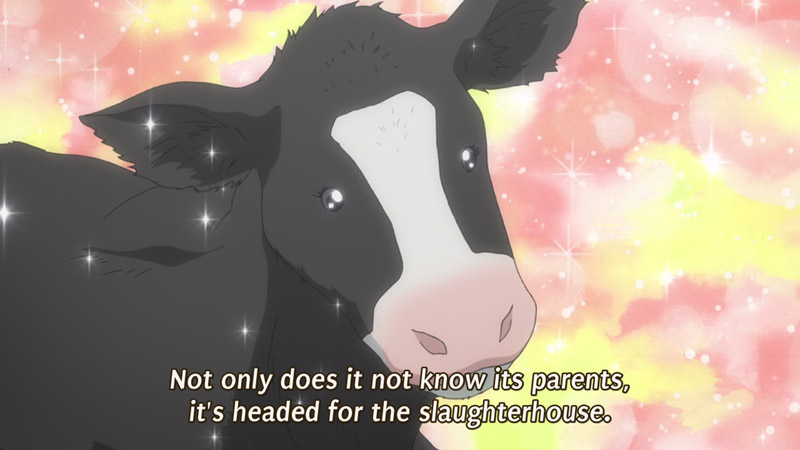 Not only does it not know its parents,
it's headed for the slaughterhouse.